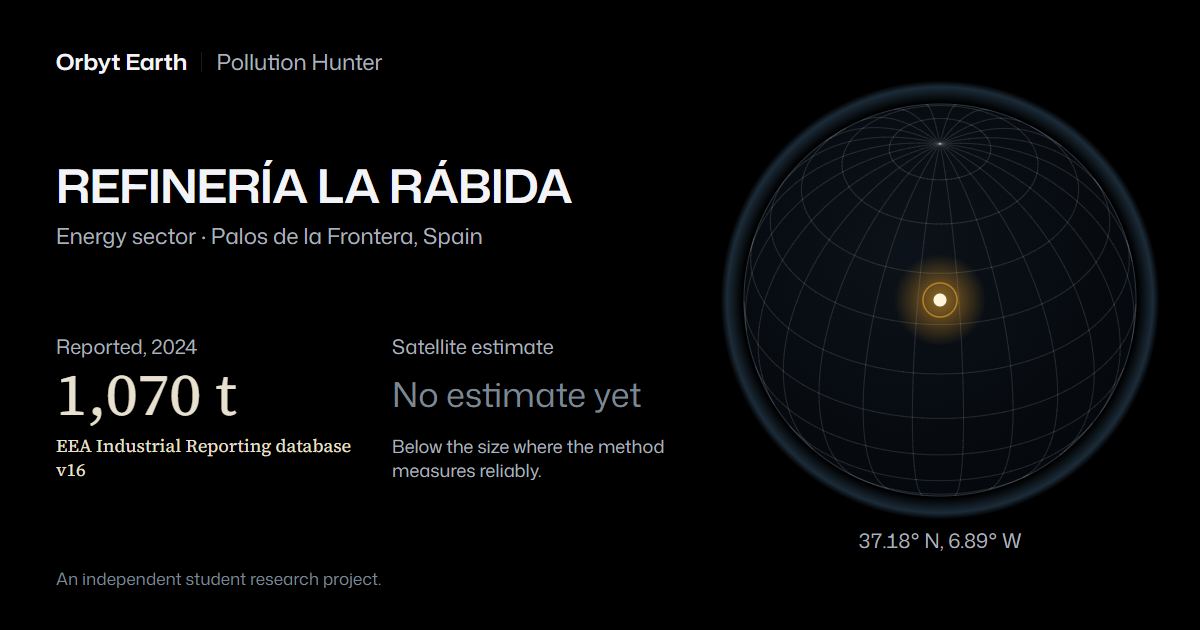 Orbyt Earth | Pollution Hunter
REFINERÍA LA RÁBIDA
Energy sector · Palos de la Frontera, Spain
Reported, 2024
1,070 t
EEA Industrial Reporting database
v16
Satellite estimate
No estimate yet
Below the size where the method
measures reliably.
37.18° N, 6.89° W
An independent student research project.